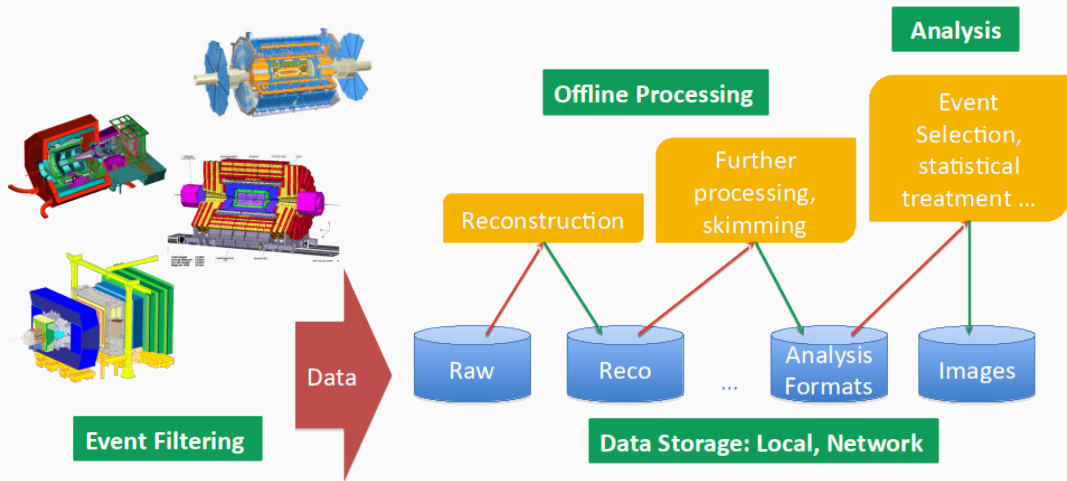 Analysis
Offline Processing
Event
Selection,
statistical
treatment ...
Further
processing,
skimming
Reconstruction
Data
Raw
Reco
...
Analysis
Formats
Images
Event Filtering
Data Storage: Local, Network